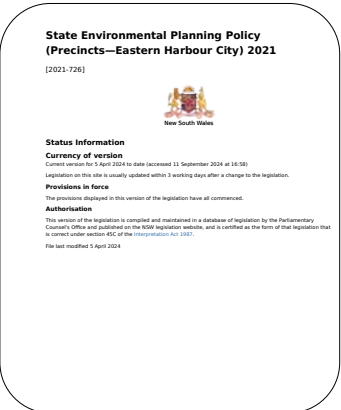 State Environmental Planning Policy
(Precincts—Eastern Harbour City) 2021
[2021-726]
New South Wales
Status Information
Currency of version
Current version for 5 April 2024 to date (accessed 11 September 2024 at 16:58)
Legislation on this site is usually updated within 3 working days after a change to the legislation.
Provisions in force
The provisions displayed in this version of the legislation have all commenced.
Authorisation
This version of the legislation is compiled and maintained in a database of legislation by the Parliamentary
Counsel's Office and published on the NSW legislation website, and is certified as the form of that legislation that
is correct under section 45C of the Interpretation Act 1987.
File last modified 5 April 2024